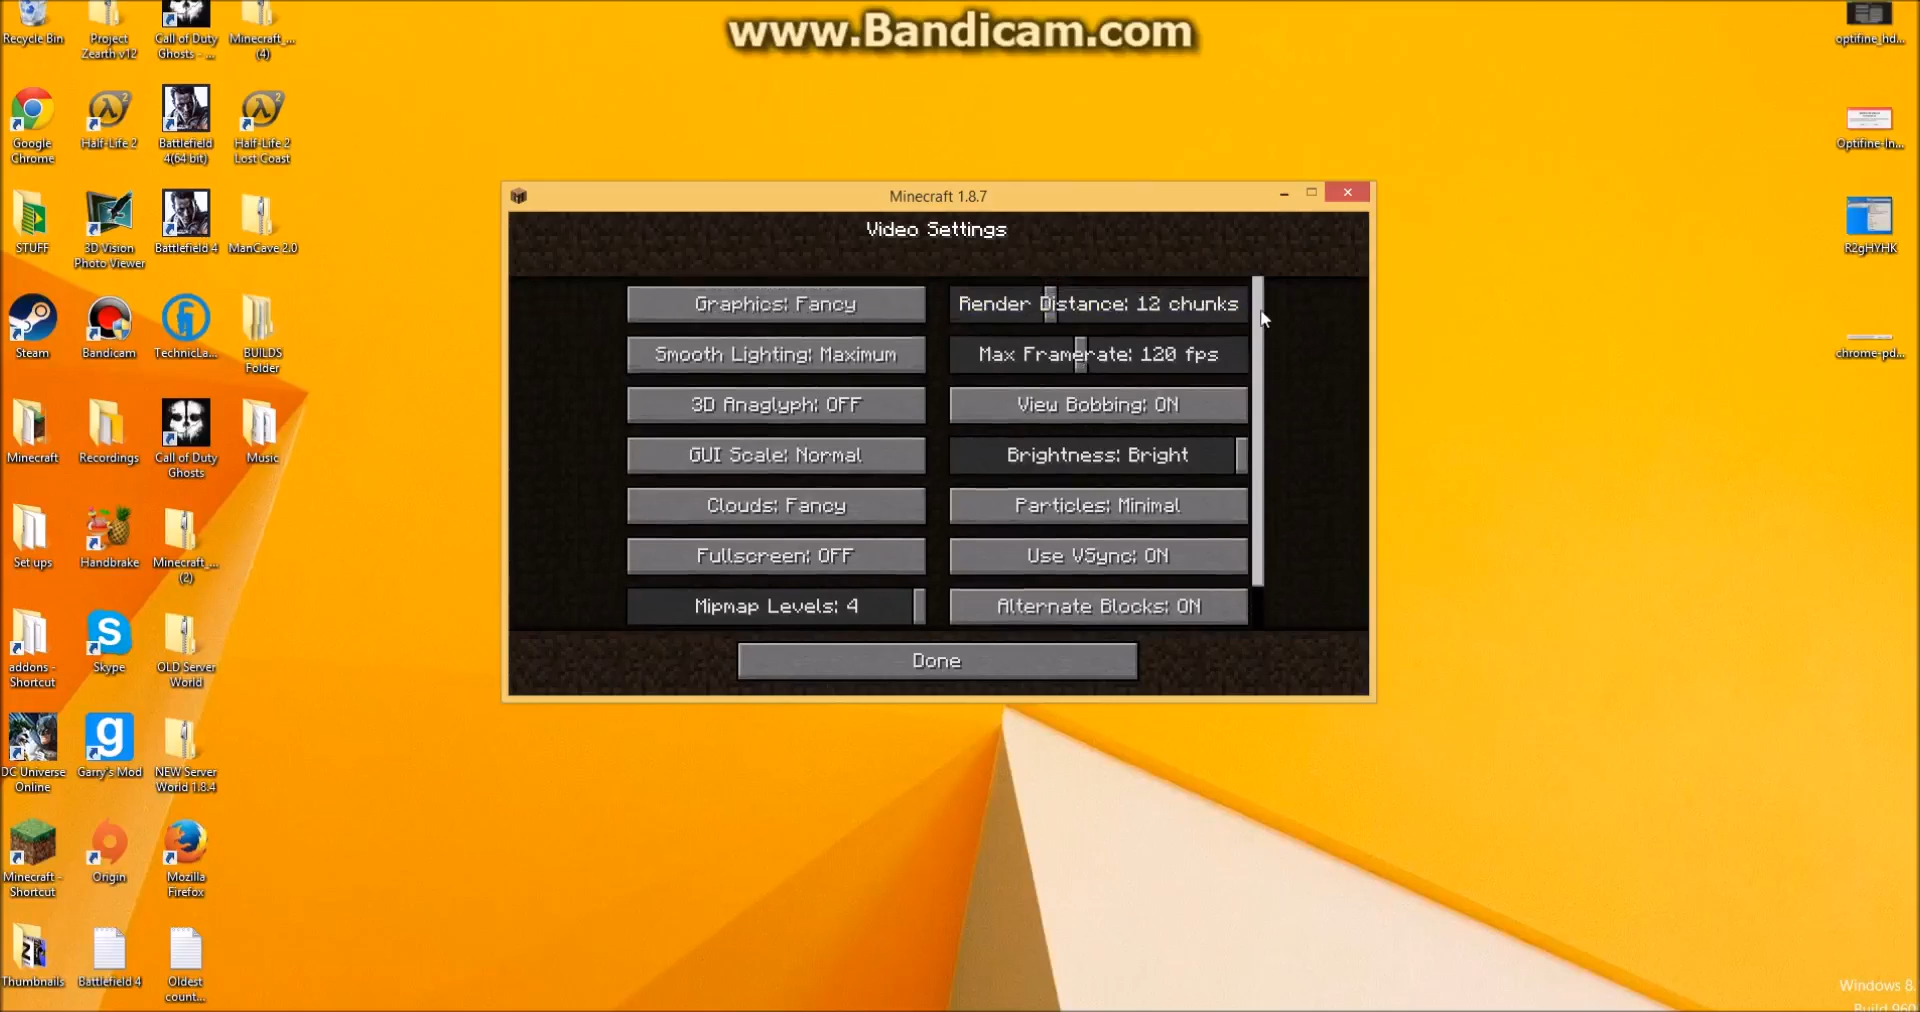 www.Bandicam.com
Recycle Bin
Project
Zearth v12
Call of Duty
Ghosts - ...
Minecraft_...
(4)
optifine_hd...
Google
Chrome
Half-Life 2
Battlefield
4(64 bit)
Half-Life 2
Lost Coast
Optifine-In...
STUFF
3D Vision
Photo Viewer
Battlefield 4
ManCave 2.0
R2gHYHK
Steam
Bandicam
TechnicLa...
BUILDS
Folder
chrome-pd...
Minecraft
Recordings
Call of Duty
Ghosts
Music
Set ups
Handbrake
Minecraft_...
(2)
addons -
Shortcut
Skype
OLD Server
World
DC Universe
Online
Garry's Mod
NEW Server
World 1.8.4
Minecraft -
Shortcut
Origin
Mozilla
Firefox
Thumbnails
Battlefield 4
Oldest
count...
Minecraft 1.8.7
Video Settings
Graphics: Fancy
Render Distance: 12 chunks
Smooth Lighting: Maximum
Max Framerate: 120 fps
3D Anaglyph: OFF
View Bobbing: ON
GUI Scale: Normal
Brightness: Bright
Clouds: Fancy
Particles: Minimal
Fullscreen: OFF
Use VSync: ON
Mipmap Levels: 4
Alternate Blocks: ON
Done
Windows 8.
Build 960